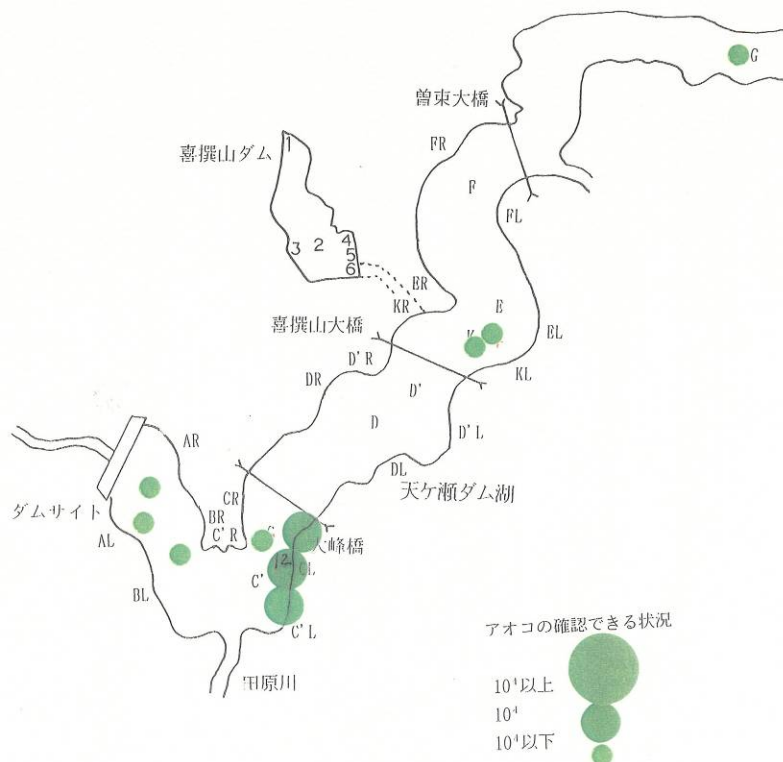 G
曽束大橋
FR
喜撰山ダム
1
F
FL
3 2 4
5
6
ER
KR
E
喜撰山大橋
EL
D'R
KL
DR
D'
D
D'L
AR
DL
天ケ瀬ダム湖
CR
ダムサイト
BR
C'R
AL
大峰橋
12
C'
CL
BL
C'L
田原川
アオコの確認できる状況
10⁴以上
10⁴
10⁴以下